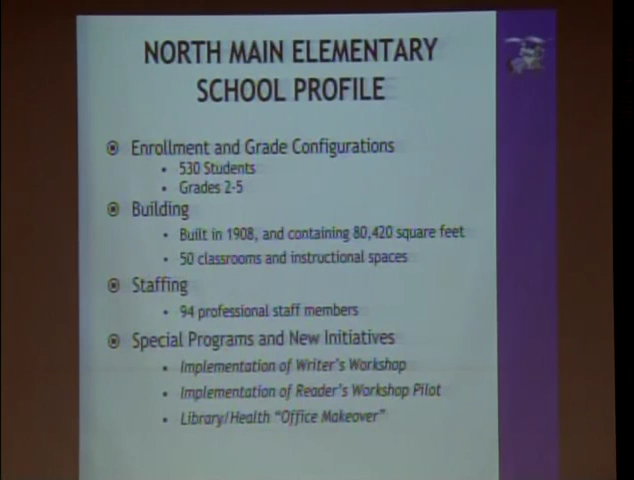 NORTH MAIN ELEMENTARY
SCHOOL PROFILE
Enrollment and Grade Configurations
530 Students
Grades 2-5
Building
Built in 1908, and containing 80,420 square feet
50 classrooms and instructional spaces
Staffing
94 professional staff members
Special Programs and New Initiatives
Implementation of Writer's Workshop
Implementation of Reader's Workshop Pilot
Library/Health "Office Makeover"